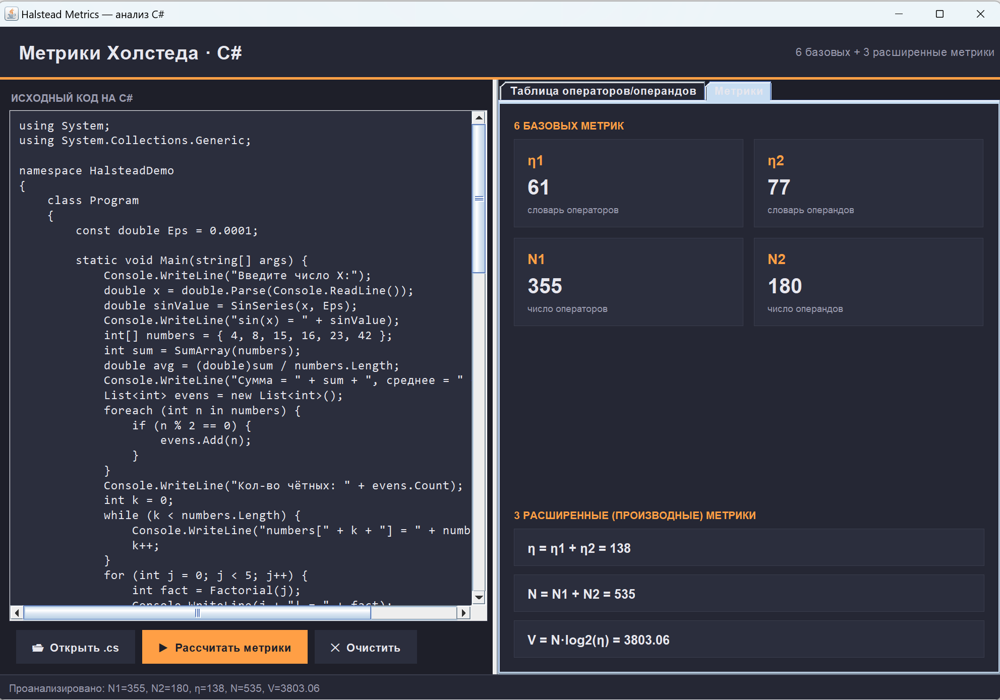 Halstead Metrics — анализ C#
Метрики Холстеда · C#
6 базовых + 3 расширенные метрики
ИСХОДНЫЙ КОД НА C#
using System;
using System.Collections.Generic;
namespace HalsteadDemo
{
class Program
{
const double Eps = 0.0001;
static void Main(string[] args) {
Console.WriteLine("Введите число X:");
double x = double.Parse(Console.ReadLine());
double sinValue = SinSeries(x, Eps);
Console.WriteLine("sin(x) = " + sinValue);
int[] numbers = { 4, 8, 15, 16, 23, 42 };
int sum = SumArray(numbers);
double avg = (double)sum / numbers.Length;
Console.WriteLine("Сумма = " + sum + ", среднее = "
List<int> evens = new List<int>();
foreach (int n in numbers) {
if (n % 2 == 0) {
evens.Add(n);
}
}
Console.WriteLine("Кол-во чётных: " + evens.Count);
int k = 0;
while (k < numbers.Length) {
Console.WriteLine("numbers[" + k + "] = " + numb
k++;
}
for (int j = 0; j < 5; j++) {
int fact = Factorial(j);
Console.WriteLine(j + "! = " + fact);
Открыть .cs
Рассчитать метрики
Очистить
Таблица операторов/операндов
Метрики
6 БАЗОВЫХ МЕТРИК
η1
61
словарь операторов
η2
77
словарь операндов
N1
355
число операторов
N2
180
число операндов
3 РАСШИРЕННЫЕ (ПРОИЗВОДНЫЕ) МЕТРИКИ
η = η1 + η2 = 138
N = N1 + N2 = 535
V = N·log2(η) = 3803.06
Проанализировано: N1=355, N2=180, η=138, N=535, V=3803.06